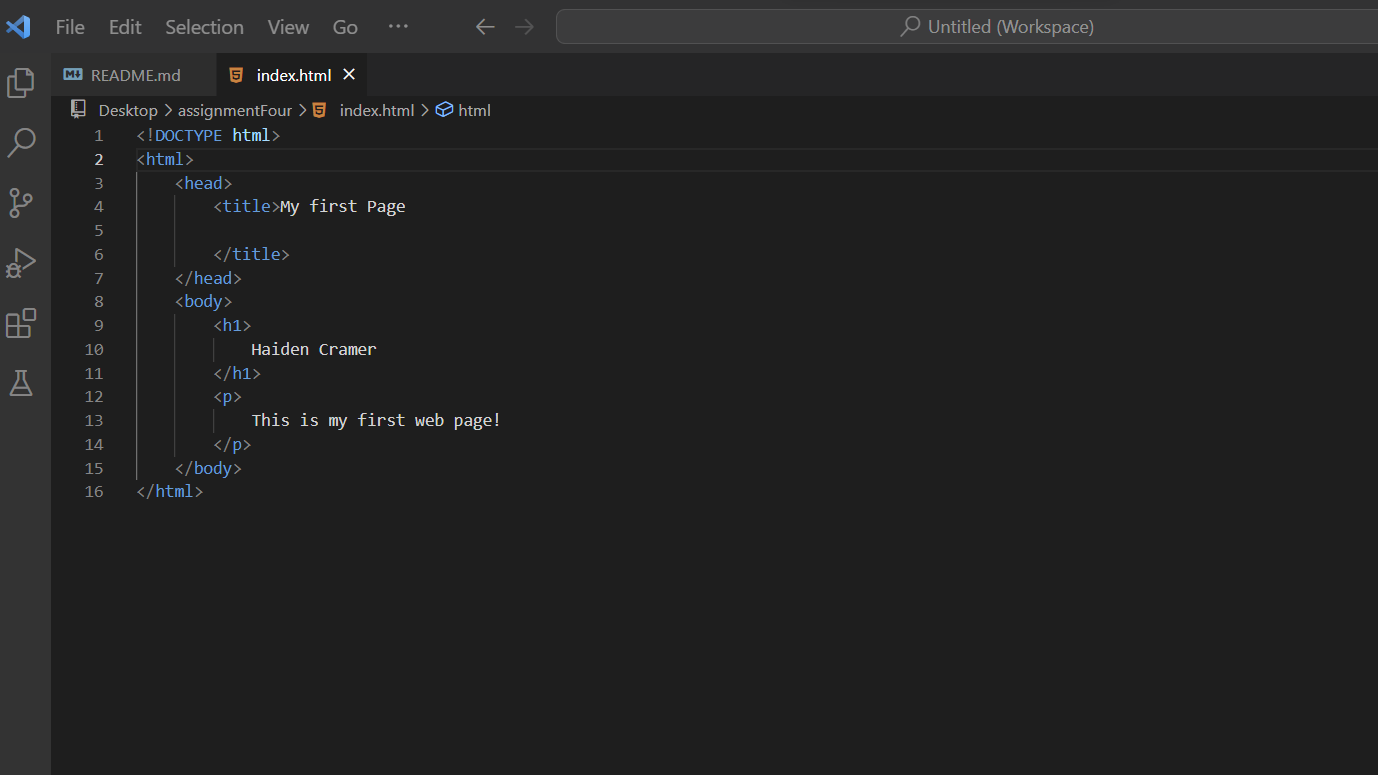 File Edit Selection View Go ··· Untitled (Workspace)
README.md index.html
Desktop > assignmentFour > index.html > html
1 <!DOCTYPE html>
2 <html>
3     <head>
4         <title>My first Page
5
6         </title>
7     </head>
8     <body>
9         <h1>
10             Haiden Cramer
11         </h1>
12         <p>
13             This is my first web page!
14         </p>
15     </body>
16 </html>